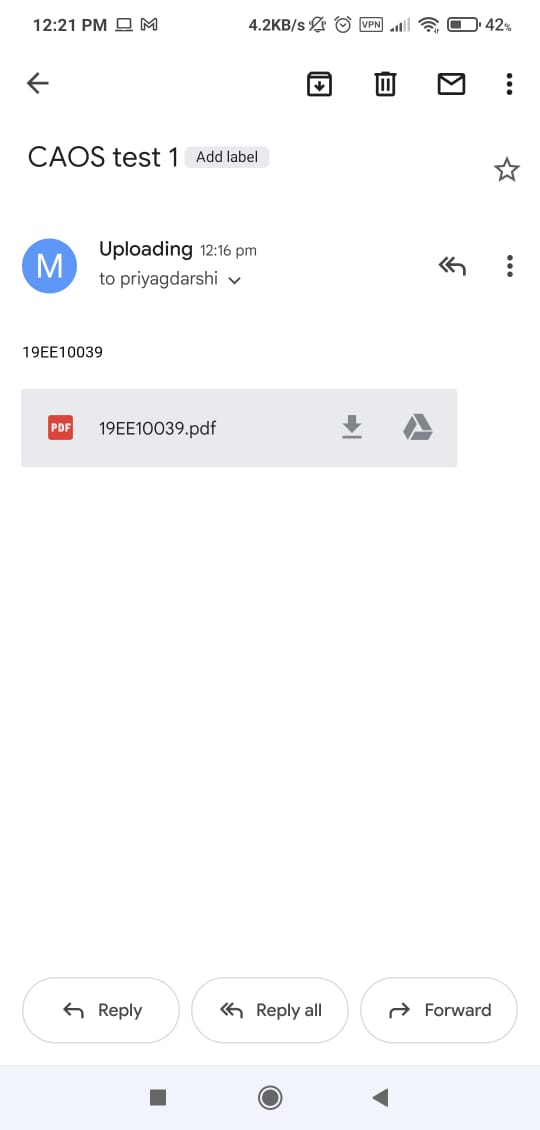 12:21 PM 4.2KB/s VPN 42%
CAOS test 1 Add label
M
Uploading 12:16 pm
to priyagdarshi
19EE10039
PDF 19EE10039.pdf
Reply Reply all Forward